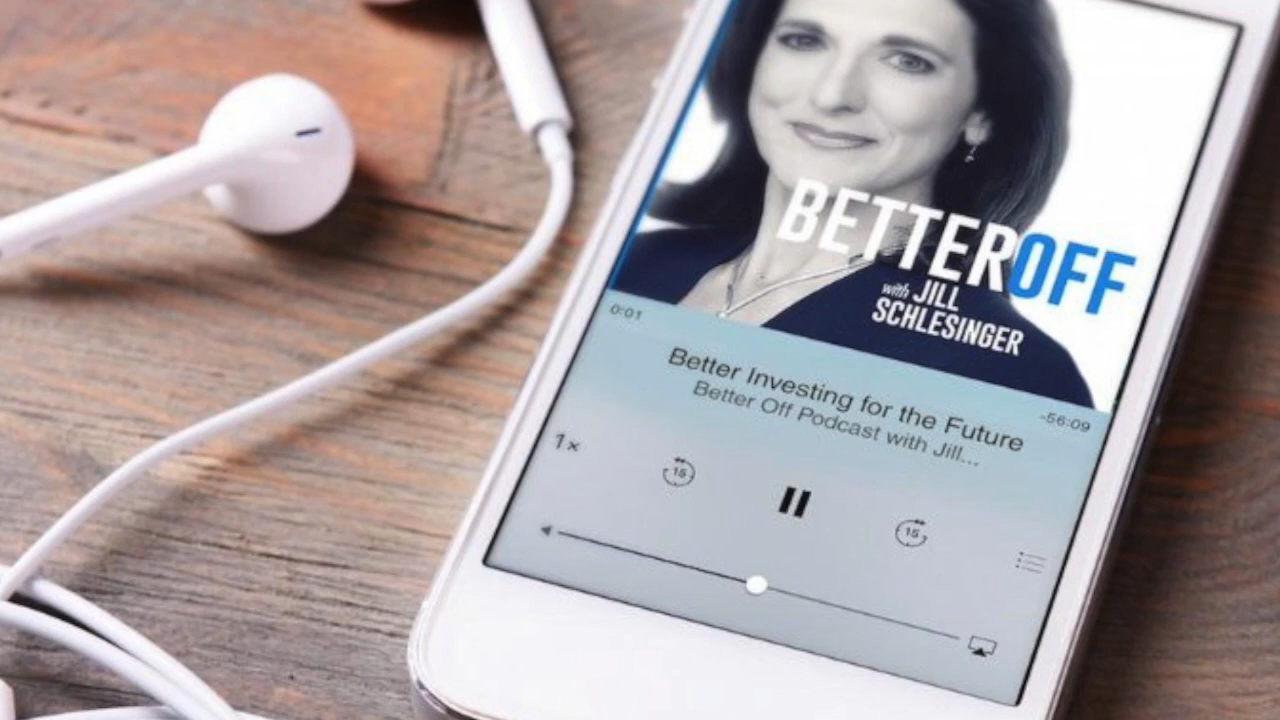 BETTEROFF
with JILL
SCHLESINGER
0:01
-56:09
Better Investing for the Future
Better Off Podcast with Jill...
1×
15
15